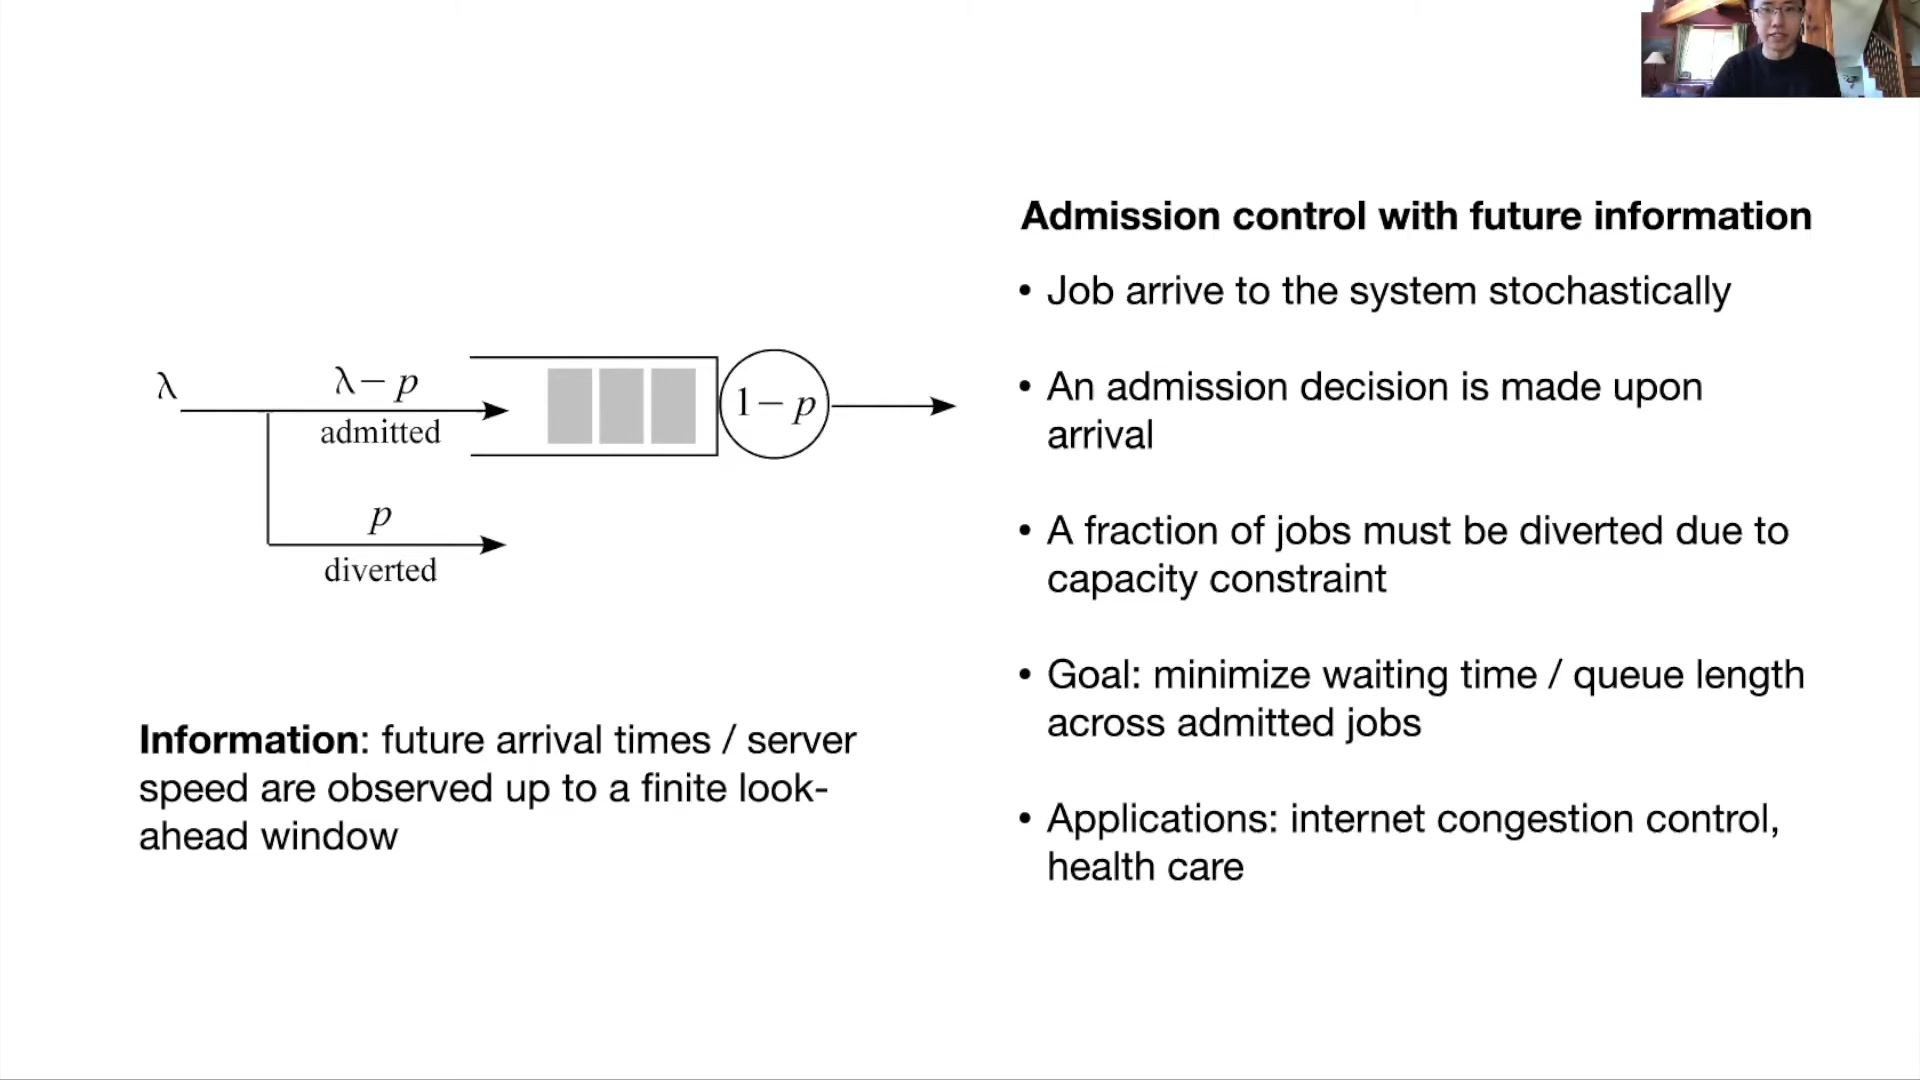 Admission control with future information
• Job arrive to the system stochastically
• An admission decision is made upon
arrival
• A fraction of jobs must be diverted due to
capacity constraint
• Goal: minimize waiting time / queue length
across admitted jobs
• Applications: internet congestion control,
health care
λ
λ – p
admitted
1 – p
p
diverted
Information: future arrival times / server
speed are observed up to a finite look-
ahead window